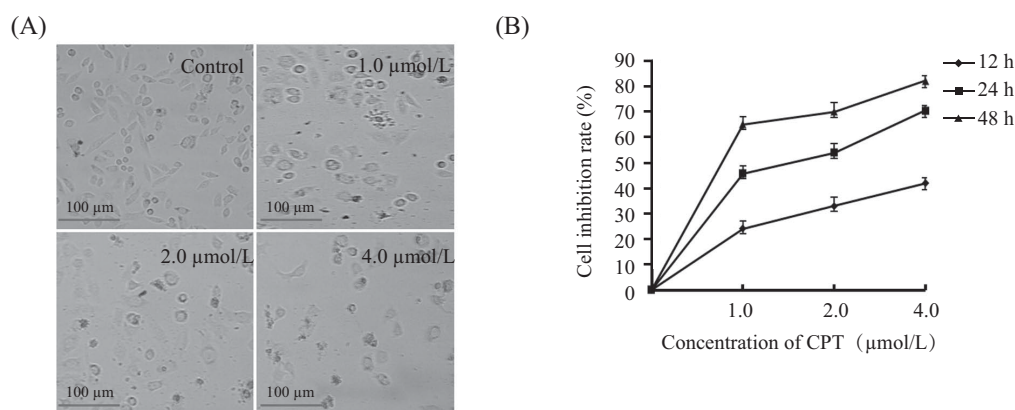 (A)
Control
100 µm
1.0 µmol/L
100 µm
2.0 µmol/L
100 µm
4.0 µmol/L
100 µm
(B)
Cell inhibition rate (%)
90
80
70
60
50
40
30
20
10
0
1.0
2.0
4.0
Concentration of CPT（µmol/L)
12 h
24 h
48 h